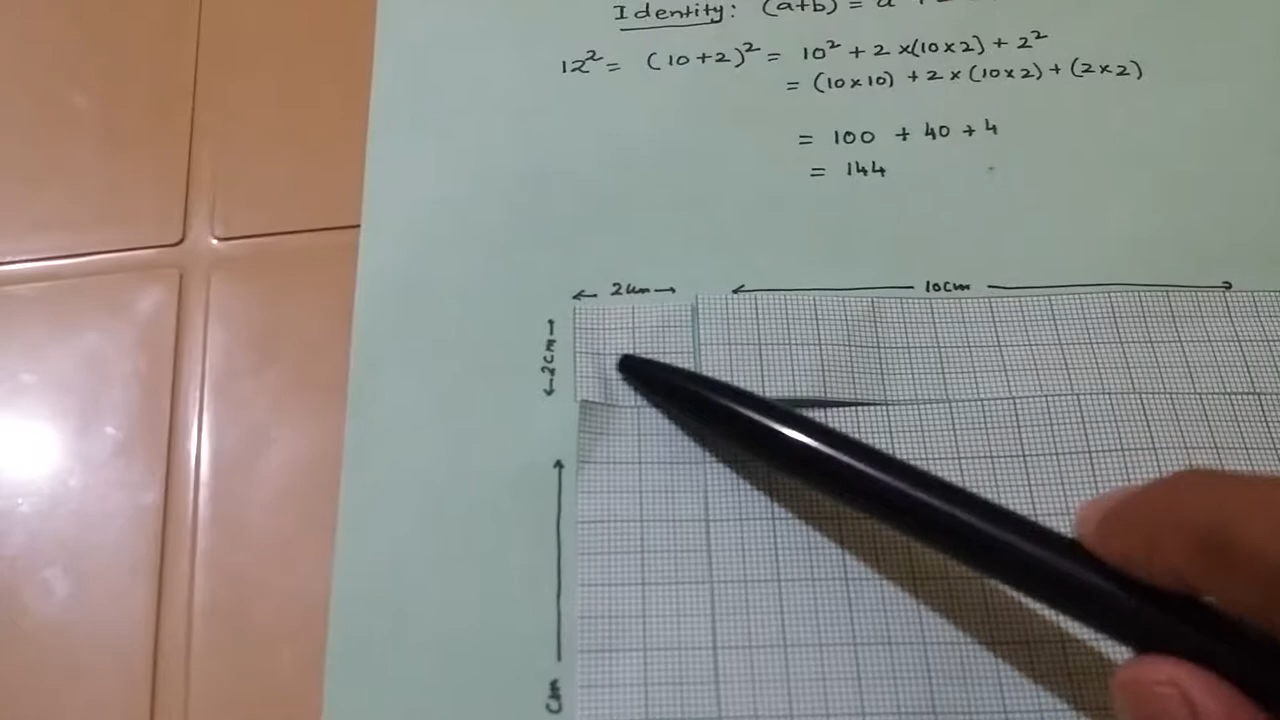 Identity: (a+b) = a
12² = (10+2)² = 10² + 2 ×(10×2) + 2²
= (10×10) + 2 × (10×2) + (2×2)
= 100 + 40 + 4
= 144
2cm
10cm
2cm
cm